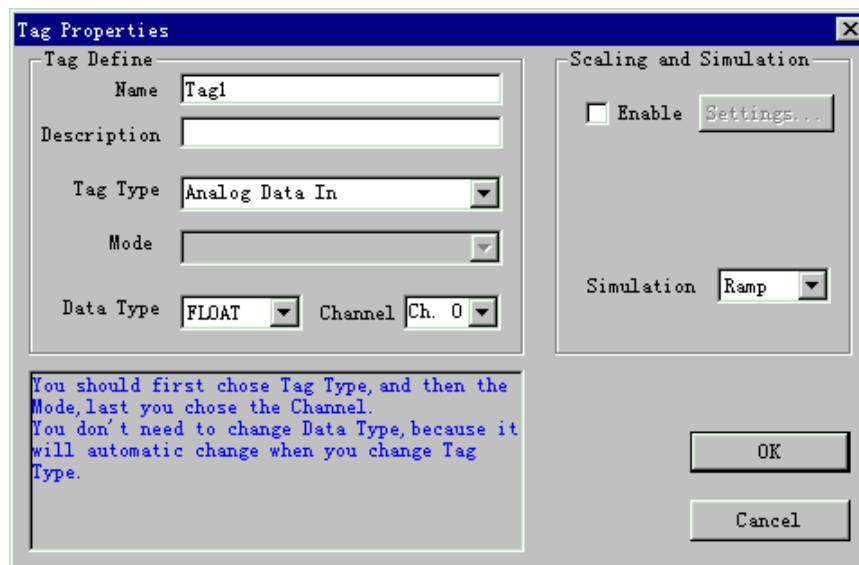 Tag Properties
Tag Define
Name Tag1
Description
Tag Type Analog Data In
Mode
Data Type FLOAT Channel Ch. 0
Scaling and Simulation
Enable Settings...
Simulation Ramp
You should first chose Tag Type, and then the
Mode, last you chose the Channel.
You don't need to change Data Type, because it
will automatic change when you change Tag
Type.
OK
Cancel